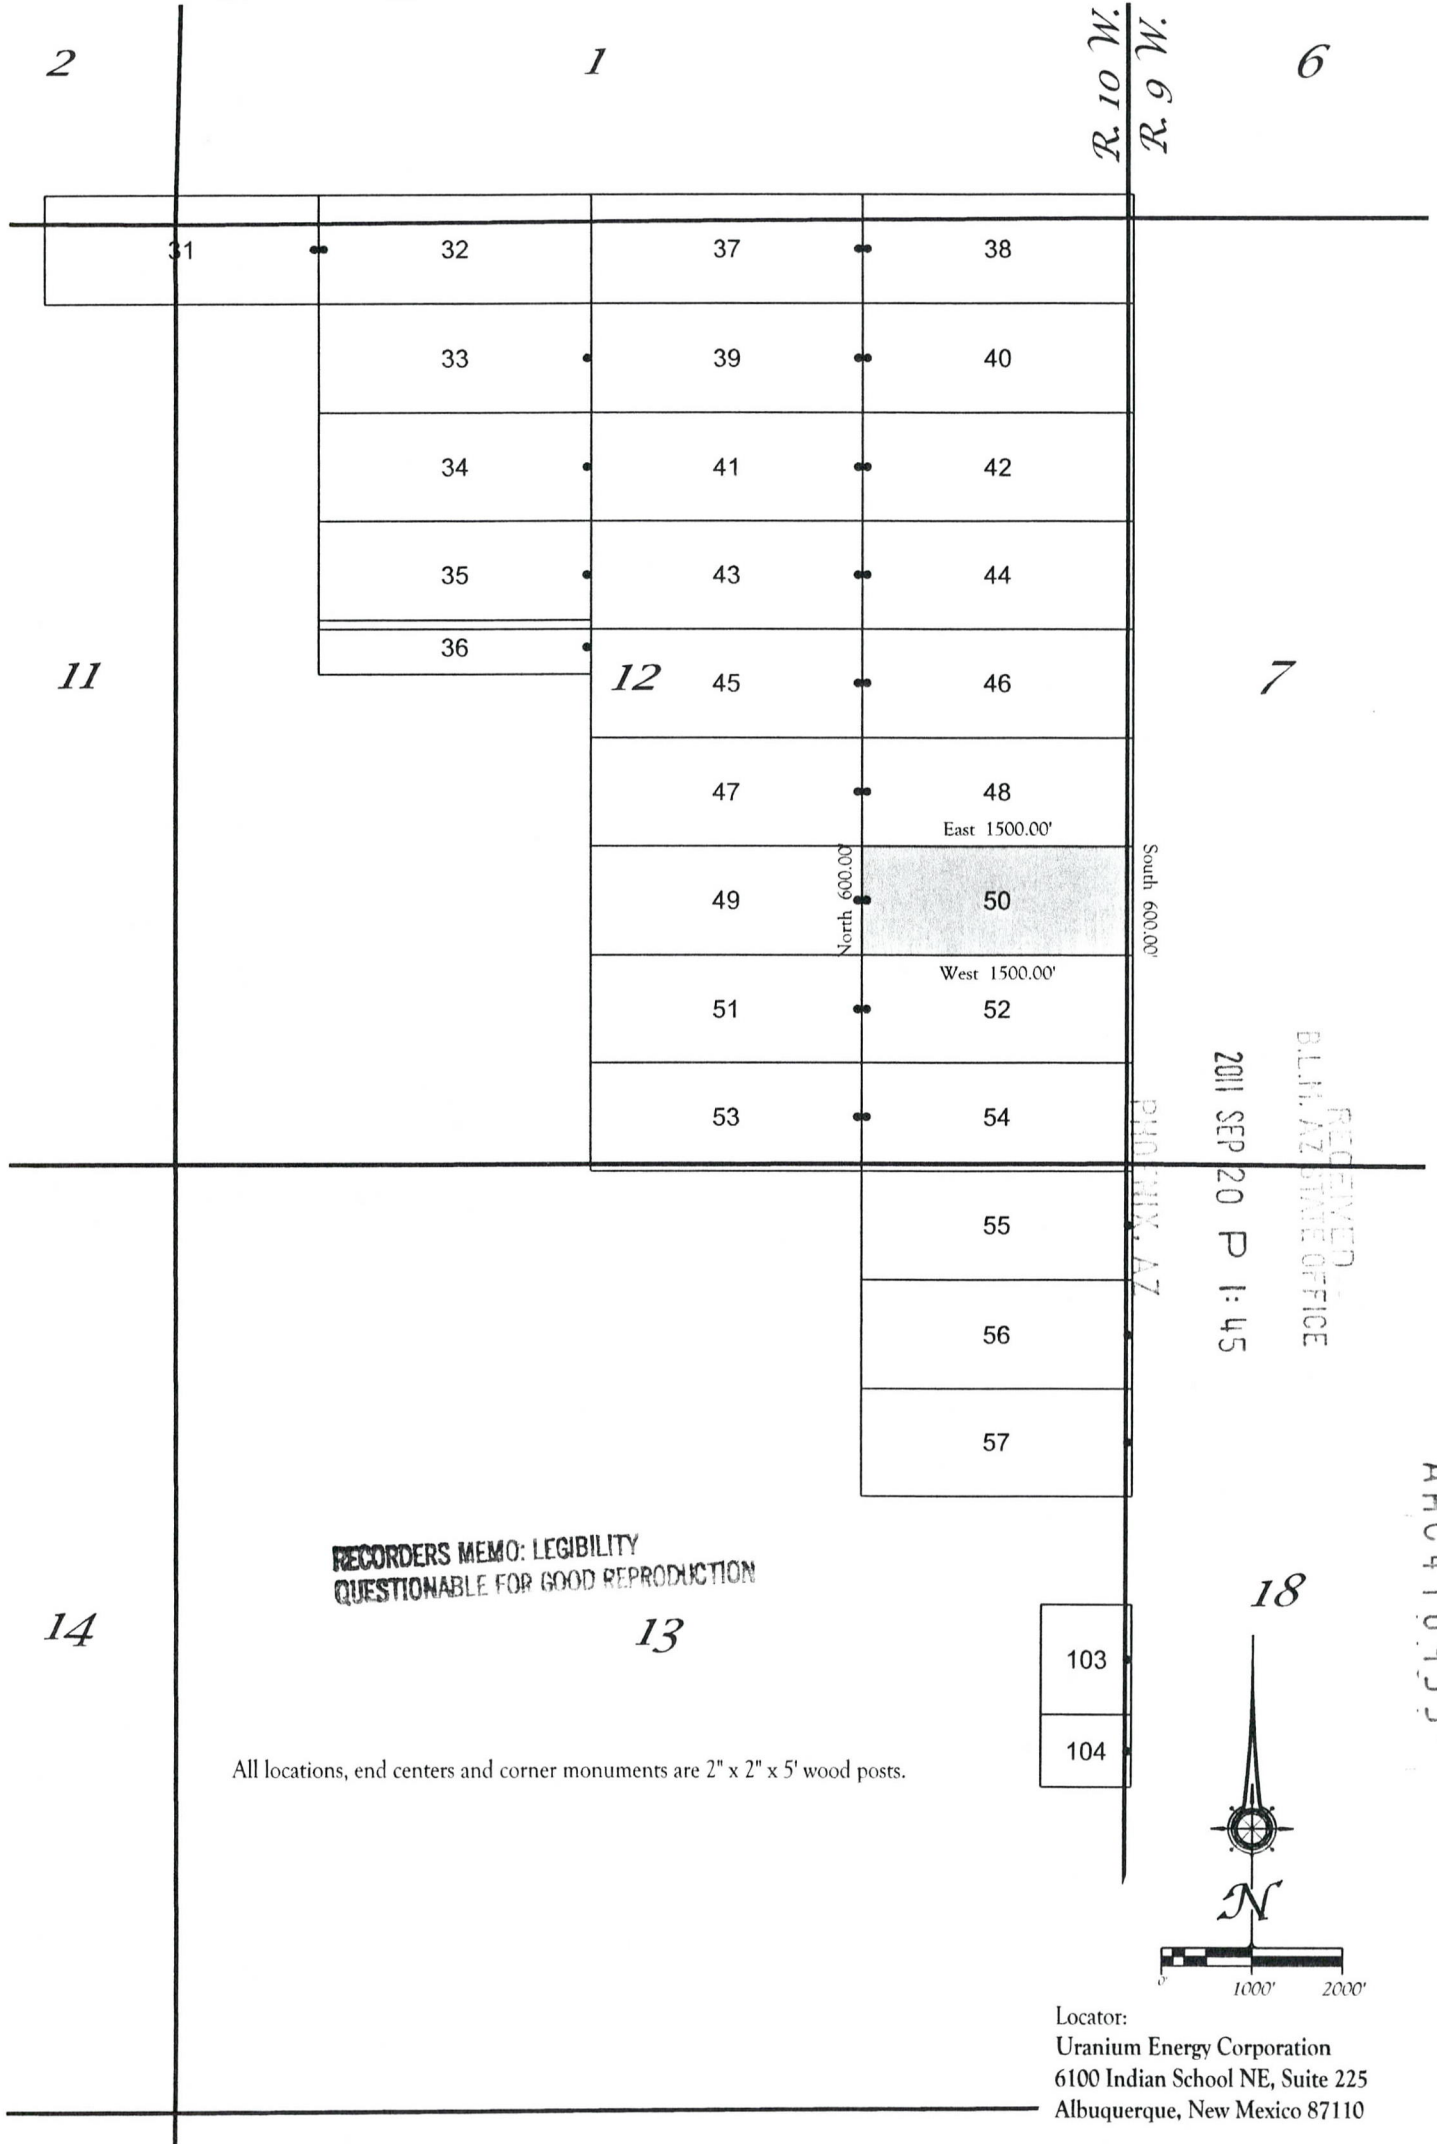 2
1
R. 10 W.
R. 9 W.
6
31
32
37
38
33
39
40
34
41
42
35
43
44
36
11
12
45
46
7
47
48
East 1500.00'
North 600.00'
49
50
South 600.00'
West 1500.00'
51
52
53
54
RECEIVED
B.L.M. AZ STATE OFFICE
2011 SEP 20 P 1:45
PHOENIX, AZ
55
56
57
RECORDERS MEMO: LEGIBILITY
QUESTIONABLE FOR GOOD REPRODUCTION
14
13
18
103
104
All locations, end centers and corner monuments are 2" x 2" x 5' wood posts.
N
0'
1000'
2000'
Locator:
Uranium Energy Corporation
6100 Indian School NE, Suite 225
Albuquerque, New Mexico 87110